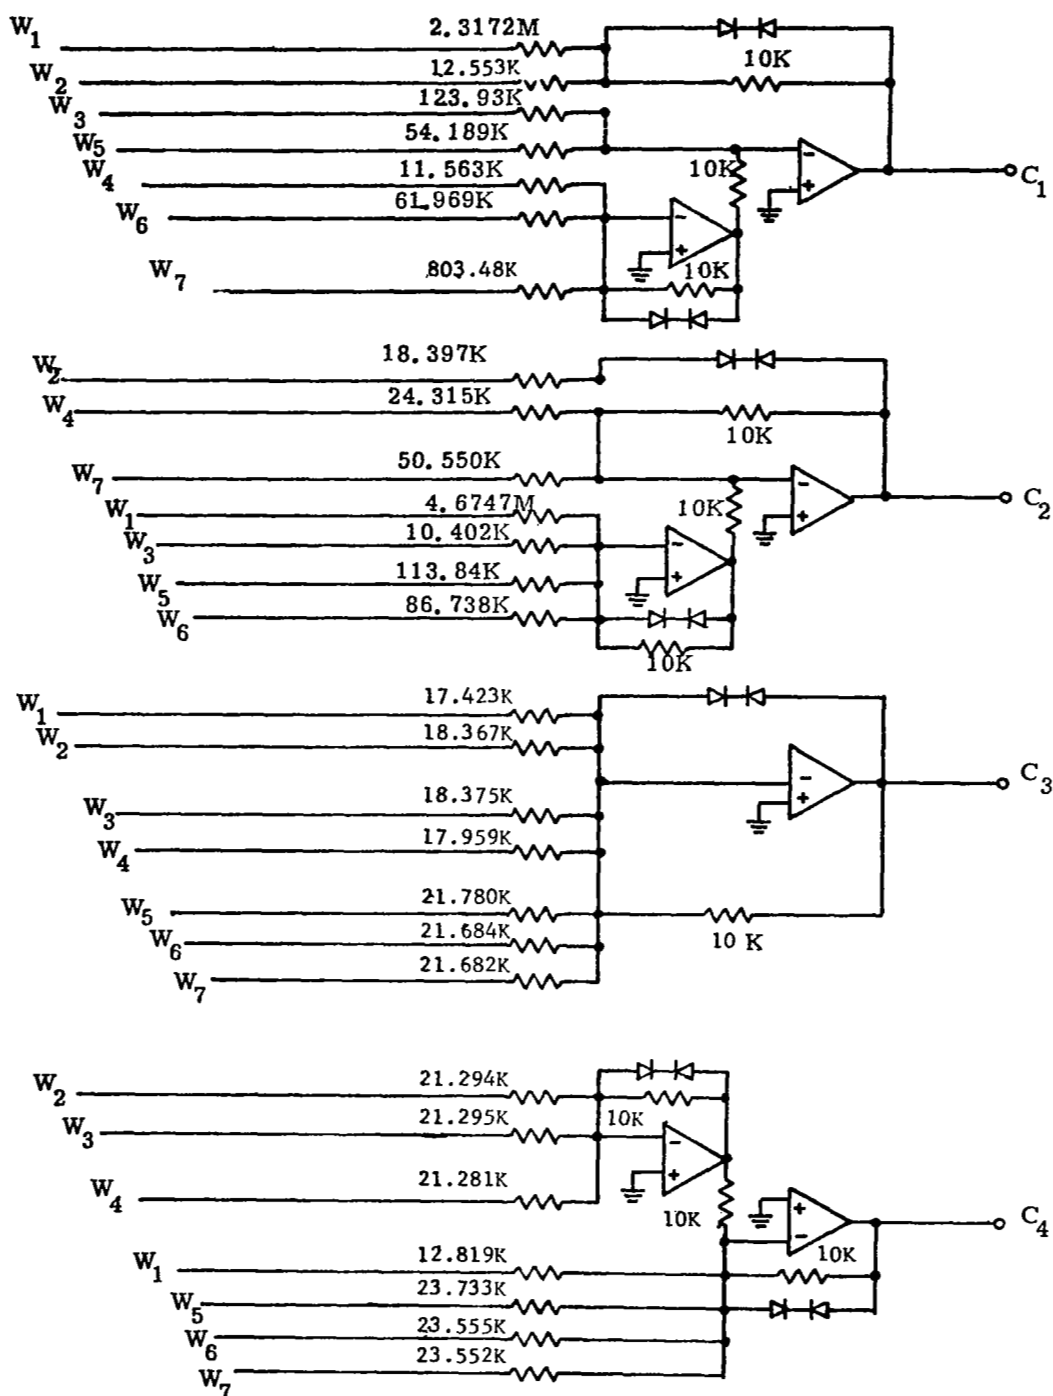 W1 2.3172M
10K
W2 12.553K
W3 123.93K
W5 54.189K
10K
W4 11.563K
C1
W6 61.969K
W7 803.48K
10K
W2 18.397K
W4 24.315K
10K
W7 50.550K
10K
C2
W1 4.6747M
W3 10.402K
W5 113.84K
W6 86.738K
10K
W1 17.423K
W2 18.367K
C3
W3 18.375K
W4 17.959K
W5 21.780K
10 K
W6 21.684K
W7 21.682K
W2 21.294K
10K
W3 21.295K
W4 21.281K
10K
C4
10K
W1 12.819K
W5 23.733K
W6 23.555K
W7 23.552K